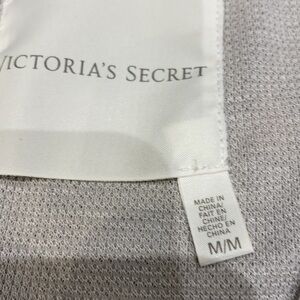 VICTORIA'S SECRET
MADE IN
CHINA/
FAIT EN
CHINE/
HECHO EN
CHINA
M/M